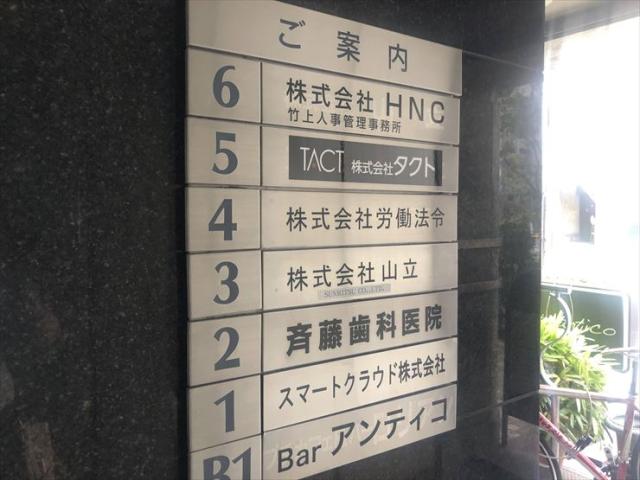 ご案内
6 株式会社 HNC
竹上人事管理事務所
5 TACT 株式会社タクト
4 株式会社労働法令
3 株式会社山立
2 斉藤歯科医院
1 スマートクラウド株式会社
B1 Bar アンティコ